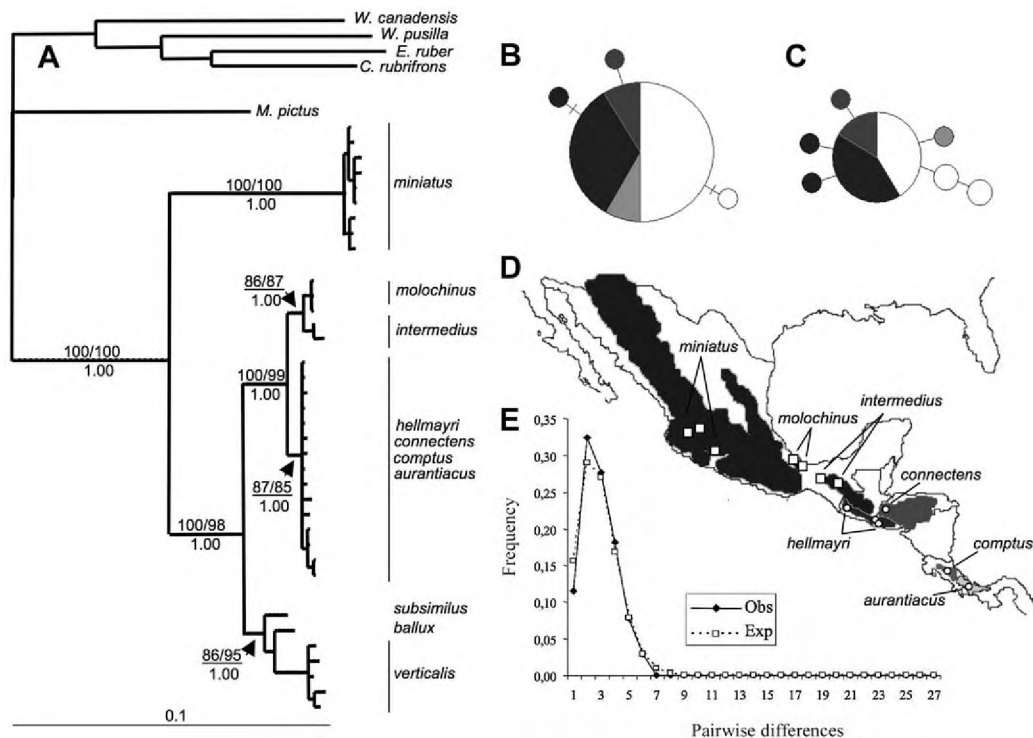 A
W. canadensis
W. pusilla
E. ruber
C. rubrifrons
M. pictus
100/100
1.00
miniatus
86/87
1.00
molochinus
intermedius
100/100
1.00
100/99
1.00
hellmayri
connectens
comptus
aurantiacus
87/85
1.00
100/98
1.00
subsimilus
ballux
86/95
1.00
verticalis
0.1
B
C
D
miniatus
molochinus
intermedius
connectens
hellmayri
comptus
aurantiacus
E
Frequency
0,35
0,30
0,25
0,20
0,15
0,10
0,05
0,00
Obs
Exp
1 3 5 7 9 11 13 15 17 19 21 23 25 27
Pairwise differences